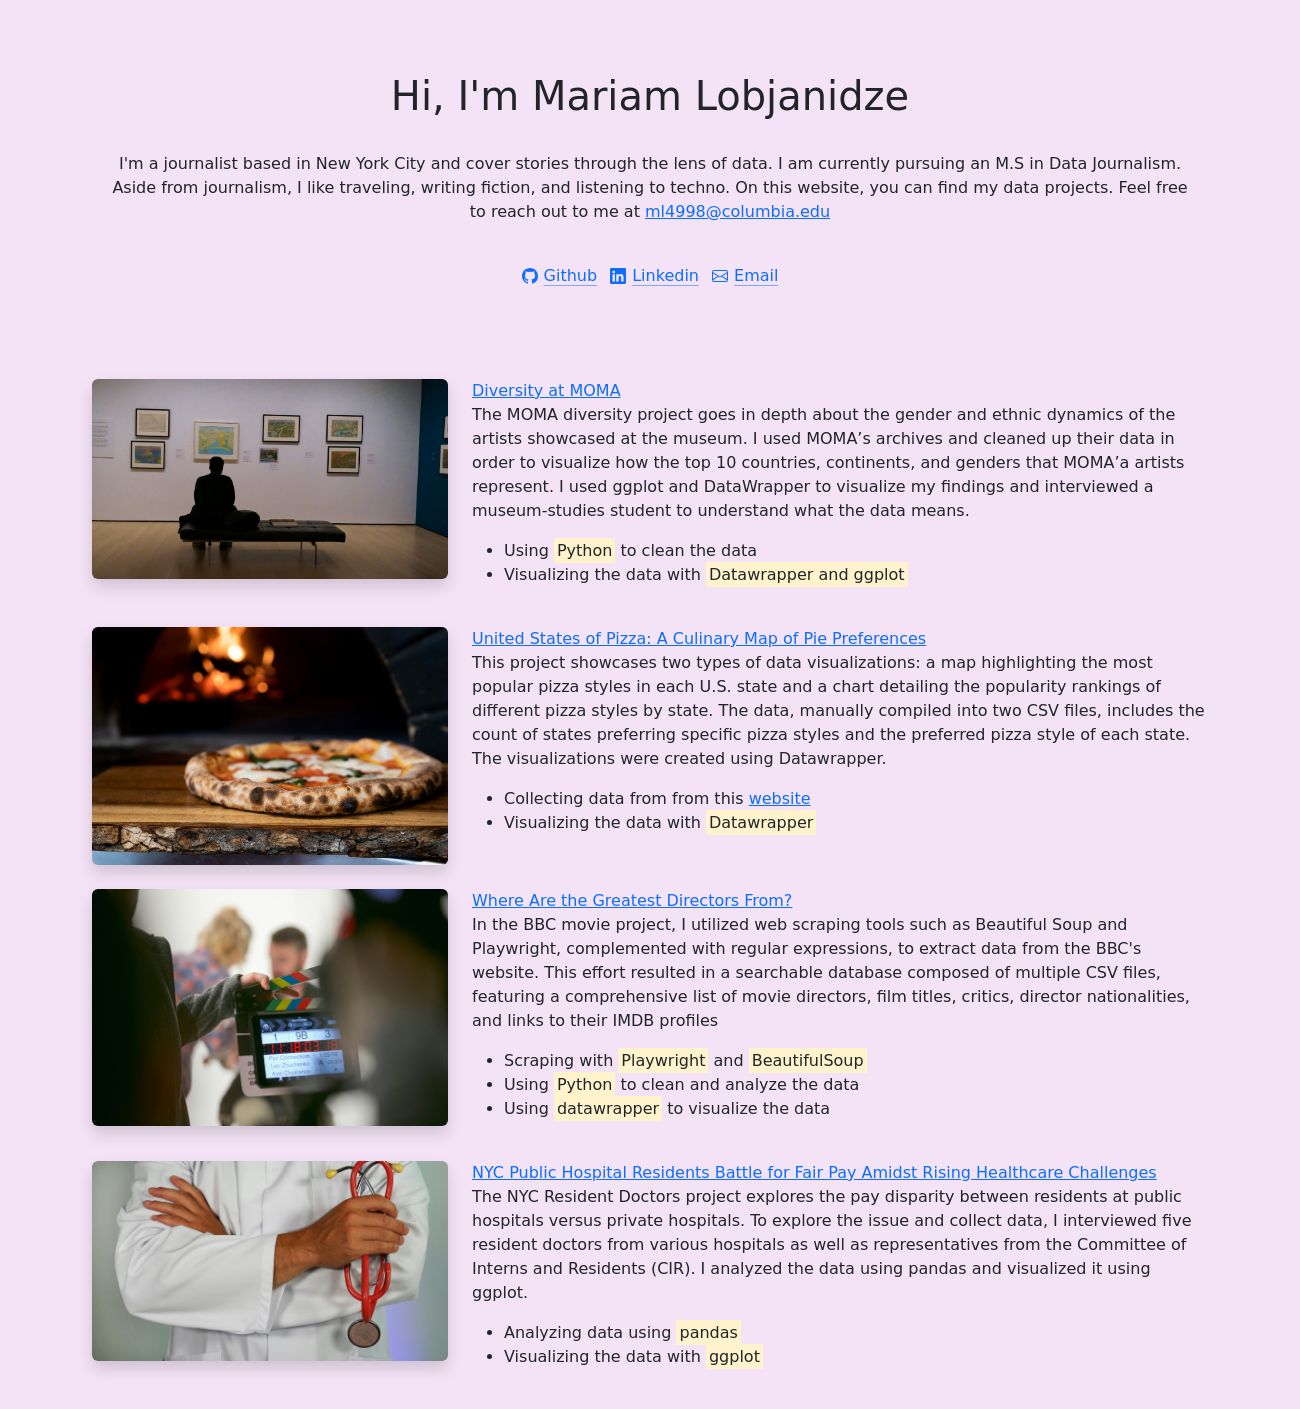 Hi, I'm Mariam Lobjanidze
I'm a journalist based in New York City and cover stories through the lens of data. I am currently pursuing an M.S in Data Journalism.
Aside from journalism, I like traveling, writing fiction, and listening to techno. On this website, you can find my data projects. Feel free
to reach out to me at ml4998@columbia.edu
Github Linkedin Email
Diversity at MOMA
The MOMA diversity project goes in depth about the gender and ethnic dynamics of the
artists showcased at the museum. I used MOMA’s archives and cleaned up their data in
order to visualize how the top 10 countries, continents, and genders that MOMA’a artists
represent. I used ggplot and DataWrapper to visualize my findings and interviewed a
museum-studies student to understand what the data means.
• Using Python to clean the data
• Visualizing the data with Datawrapper and ggplot
United States of Pizza: A Culinary Map of Pie Preferences
This project showcases two types of data visualizations: a map highlighting the most
popular pizza styles in each U.S. state and a chart detailing the popularity rankings of
different pizza styles by state. The data, manually compiled into two CSV files, includes the
count of states preferring specific pizza styles and the preferred pizza style of each state.
The visualizations were created using Datawrapper.
• Collecting data from from this website
• Visualizing the data with Datawrapper
Where Are the Greatest Directors From?
In the BBC movie project, I utilized web scraping tools such as Beautiful Soup and
Playwright, complemented with regular expressions, to extract data from the BBC's
website. This effort resulted in a searchable database composed of multiple CSV files,
featuring a comprehensive list of movie directors, film titles, critics, director nationalities,
and links to their IMDB profiles
• Scraping with Playwright and BeautifulSoup
• Using Python to clean and analyze the data
• Using datawrapper to visualize the data
1 9B 3
NYC Public Hospital Residents Battle for Fair Pay Amidst Rising Healthcare Challenges
The NYC Resident Doctors project explores the pay disparity between residents at public
hospitals versus private hospitals. To explore the issue and collect data, I interviewed five
resident doctors from various hospitals as well as representatives from the Committee of
Interns and Residents (CIR). I analyzed the data using pandas and visualized it using
ggplot.
• Analyzing data using pandas
• Visualizing the data with ggplot